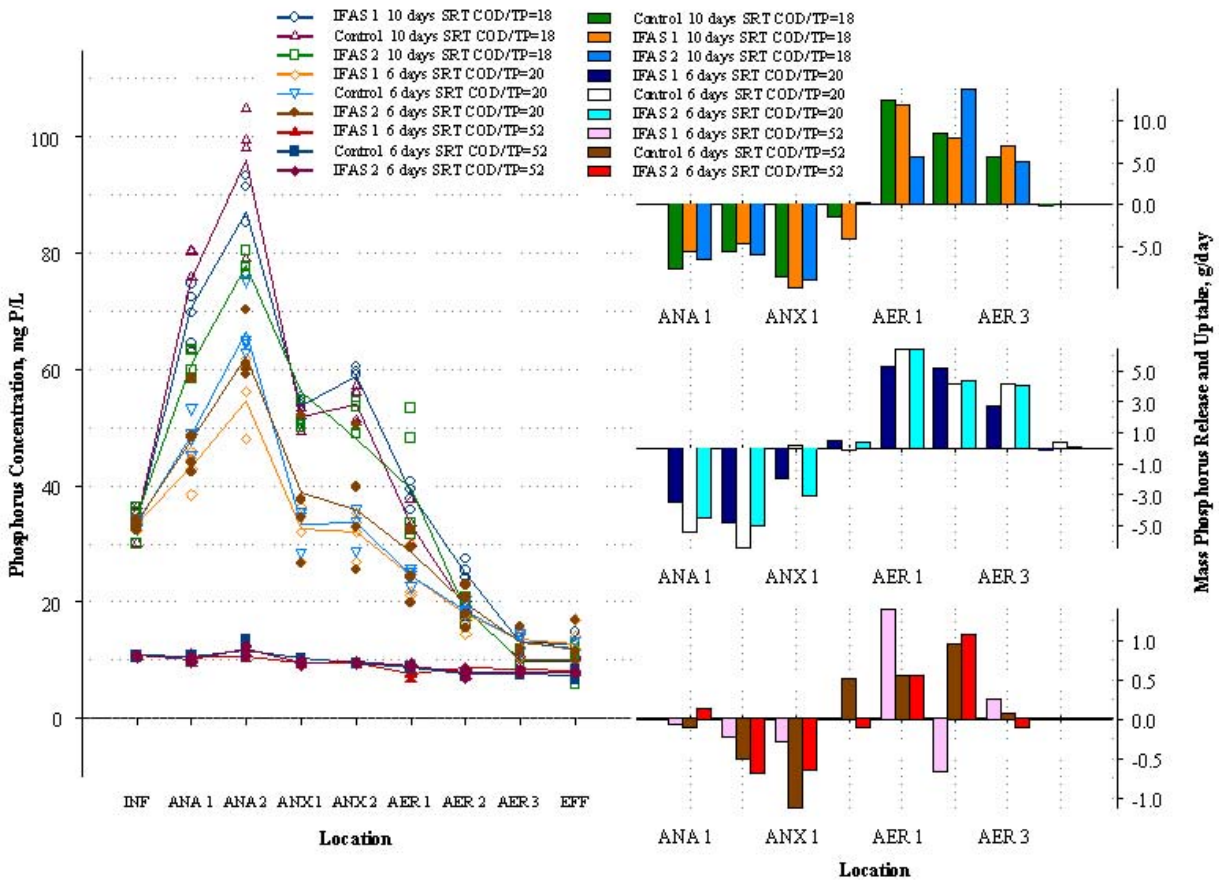 IFAS 1 10 days SRT COD/TP=18
Control 10 days SRT COD/TP=18
IFAS 2 10 days SRT COD/TP=18
IFAS 1 6 days SRT COD/TP=20
Control 6 days SRT COD/TP=20
IFAS 2 6 days SRT COD/TP=20
IFAS 1 6 days SRT COD/TP=52
Control 6 days SRT COD/TP=52
IFAS 2 6 days SRT COD/TP=52
Control 10 days SRT COD/TP=18
IFAS 1 10 days SRT COD/TP=18
IFAS 2 10 days SRT COD/TP=18
IFAS 1 6 days SRT COD/TP=20
Control 6 days SRT COD/TP=20
IFAS 2 6 days SRT COD/TP=20
IFAS 1 6 days SRT COD/TP=52
Control 6 days SRT COD/TP=52
IFAS 2 6 days SRT COD/TP=52
Phosphorus Concentration, mg P/L
100
80
60
40
20
0
INF ANA 1 ANA 2 ANX 1 ANX 2 AER 1 AER 2 AER 3 EFF
Location
10.0
5.0
0.0
-5.0
ANA 1 ANX 1 AER 1 AER 3
5.0
3.0
1.0
-1.0
-3.0
-5.0
ANA 1 ANX 1 AER 1 AER 3
1.0
0.5
0.0
-0.5
-1.0
ANA 1 ANX 1 AER 1 AER 3
Location
Mass Phosphorus Release and Uptake, g/day